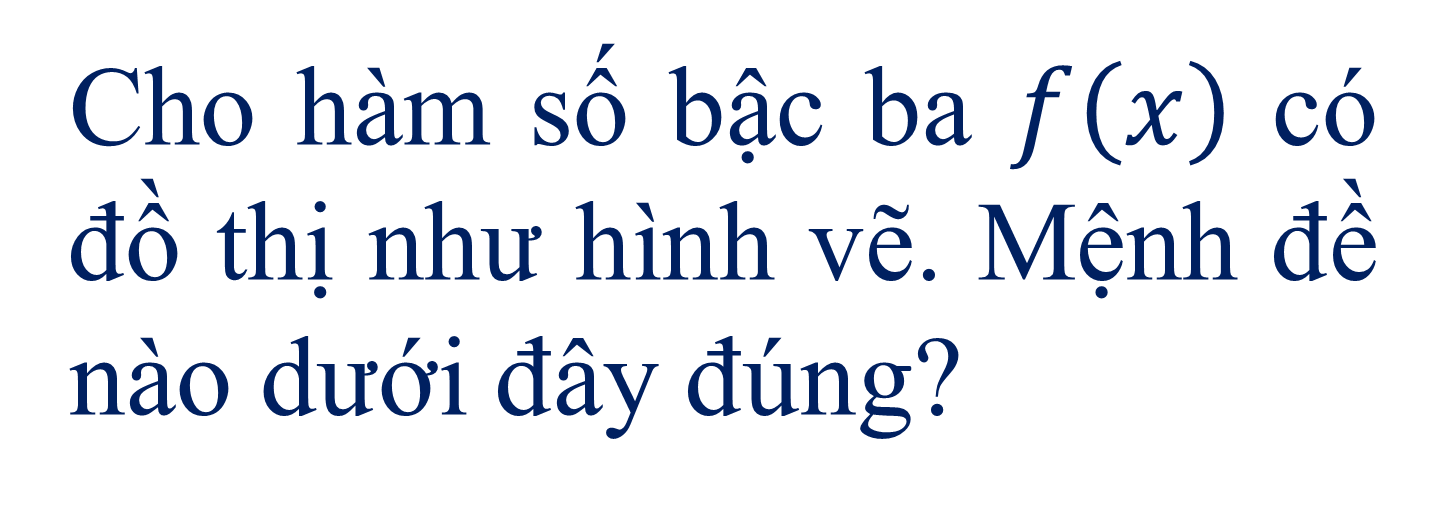 Cho hàm số bậc ba f(x) có
đồ thị như hình vẽ. Mệnh đề
nào dưới đây đúng?